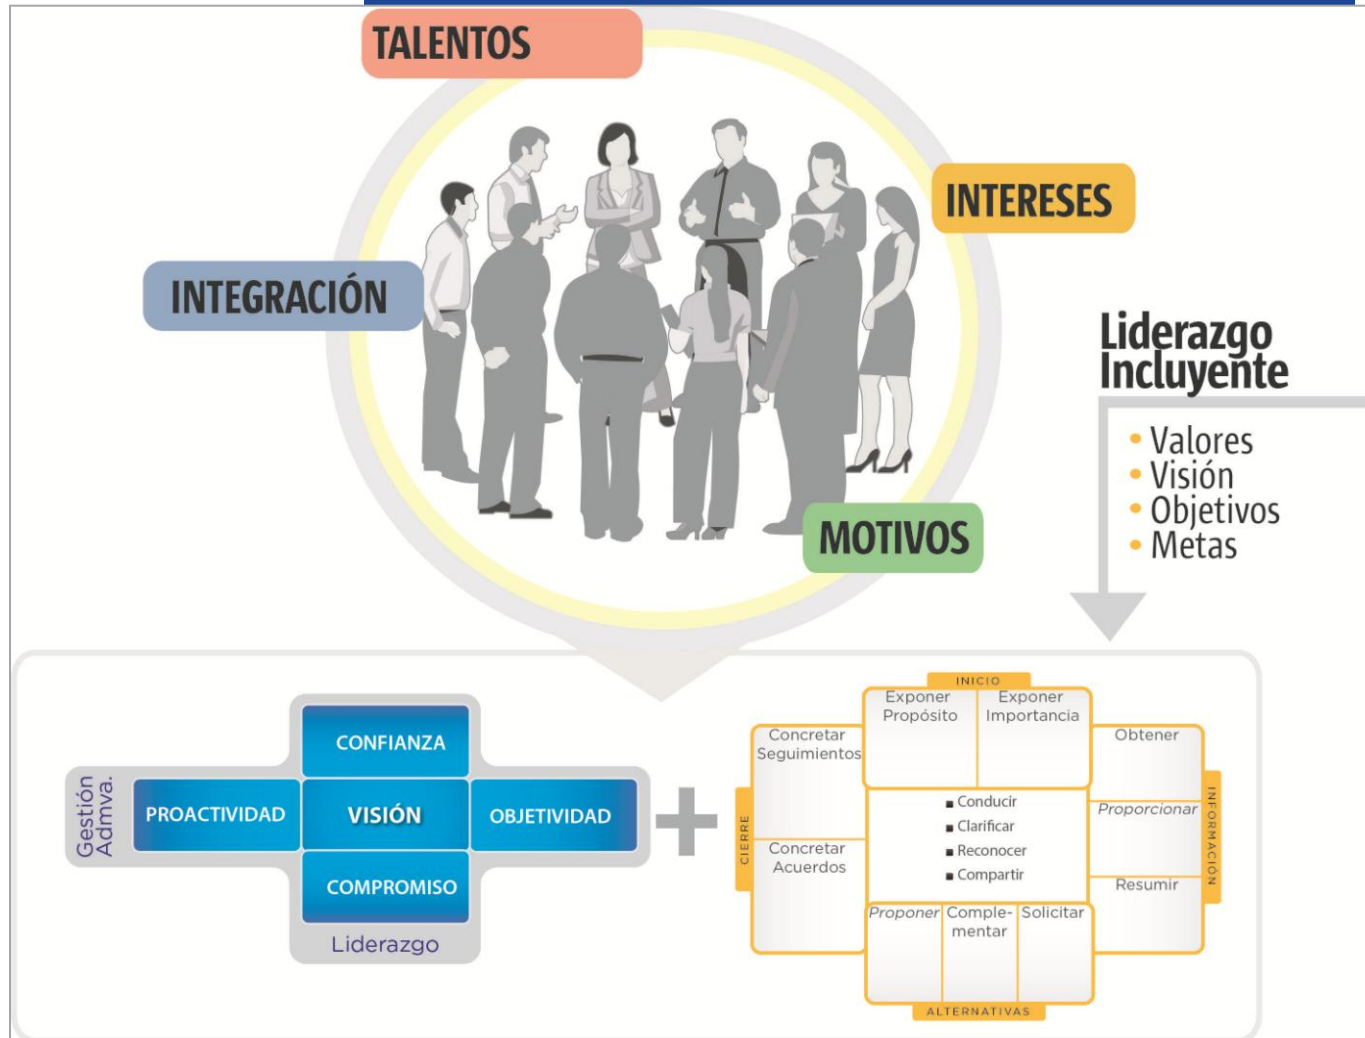 TALENTOS
INTERESES
INTEGRACIÓN
MOTIVOS
Liderazgo
Incluyente
• Valores
• Visión
• Objetivos
• Metas
Gestión
Admva.
CONFIANZA
PROACTIVIDAD
VISIÓN
OBJETIVIDAD
COMPROMISO
Liderazgo
+
INICIO
Exponer
Propósito
Exponer
Importancia
INFORMACIÓN
Obtener
Proporcionar
Resumir
■ Conducir
■ Clarificar
■ Reconocer
■ Compartir
ALTERNATIVAS
Proponer
Comple-
mentar
Solicitar
CIERRE
Concretar
Seguimientos
Concretar
Acuerdos